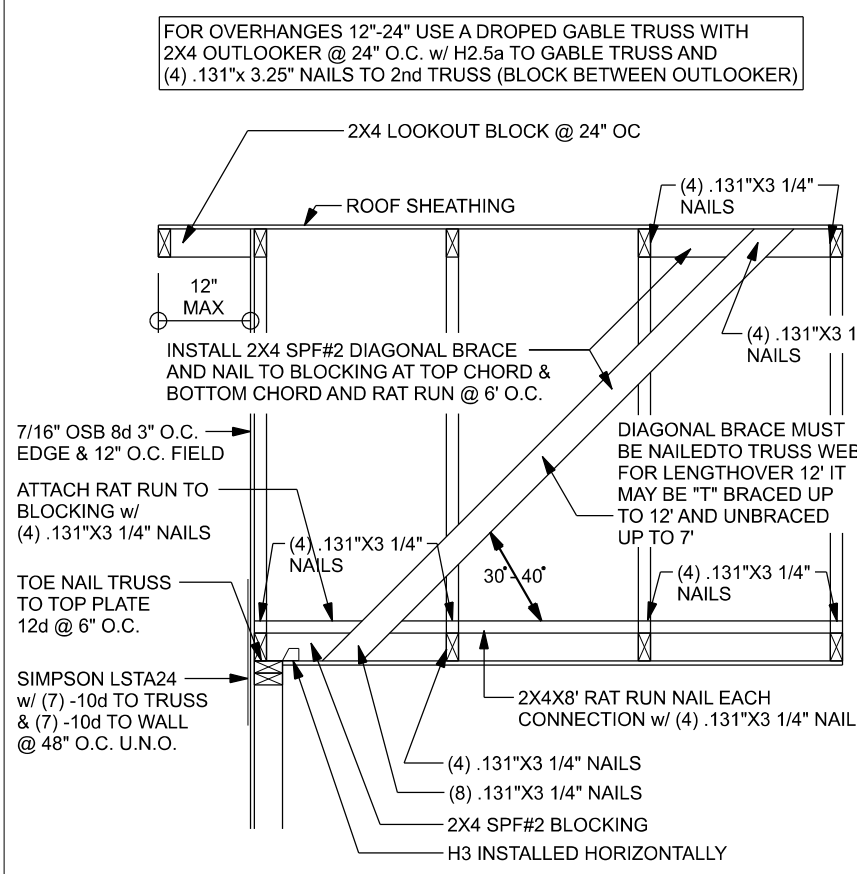 FOR OVERHANGES 12"-24" USE A DROPED GABLE TRUSS WITH
2X4 OUTLOOKER @ 24" O.C. w/ H2.5a TO GABLE TRUSS AND
(4) .131"x 3.25" NAILS TO 2nd TRUSS (BLOCK BETWEEN OUTLOOKER)
2X4 LOOKOUT BLOCK @ 24" OC
(4) .131"X3 1/4"
NAILS
ROOF SHEATHING
12"
MAX
(4) .131"X3 1
NAILS
INSTALL 2X4 SPF#2 DIAGONAL BRACE
AND NAIL TO BLOCKING AT TOP CHORD &
BOTTOM CHORD AND RAT RUN @ 6' O.C.
7/16" OSB 8d 3" O.C.
EDGE & 12" O.C. FIELD
DIAGONAL BRACE MUST
BE NAILEDTO TRUSS WEB
FOR LENGTHOVER 12' IT
MAY BE "T" BRACED UP
TO 12' AND UNBRACED
UP TO 7'
ATTACH RAT RUN TO
BLOCKING w/
(4) .131"X3 1/4" NAILS
(4) .131"X3 1/4"
NAILS
30°-40°
(4) .131"X3 1/4"
NAILS
TOE NAIL TRUSS
TO TOP PLATE
12d @ 6" O.C.
SIMPSON LSTA24
w/ (7) -10d TO TRUSS
& (7) -10d TO WALL
@ 48" O.C. U.N.O.
2X4X8' RAT RUN NAIL EACH
CONNECTION w/ (4) .131"X3 1/4" NAIL
(4) .131"X3 1/4" NAILS
(8) .131"X3 1/4" NAILS
2X4 SPF#2 BLOCKING
H3 INSTALLED HORIZONTALLY